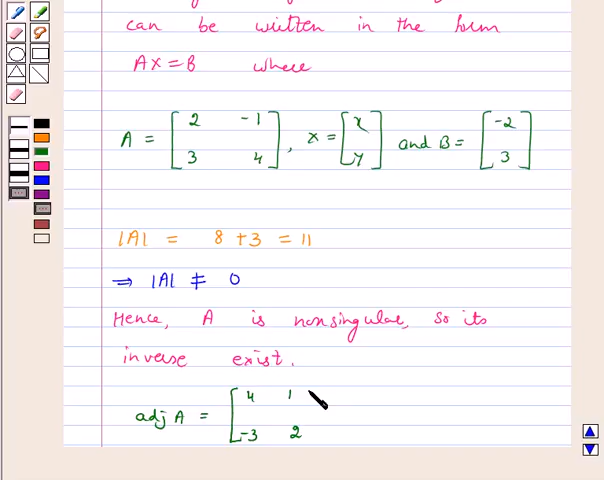 can be written in the form
AX = B where
A = [ 2 -1 ; 3 4 ], X = [ x ; y ] and B = [ -2 ; 3 ]
|A| = 8 + 3 = 11
⇒ |A| ≠ 0
Hence, A is nonsingular, so its
inverse exist.
adj A = [ 4 1 ; -3 2